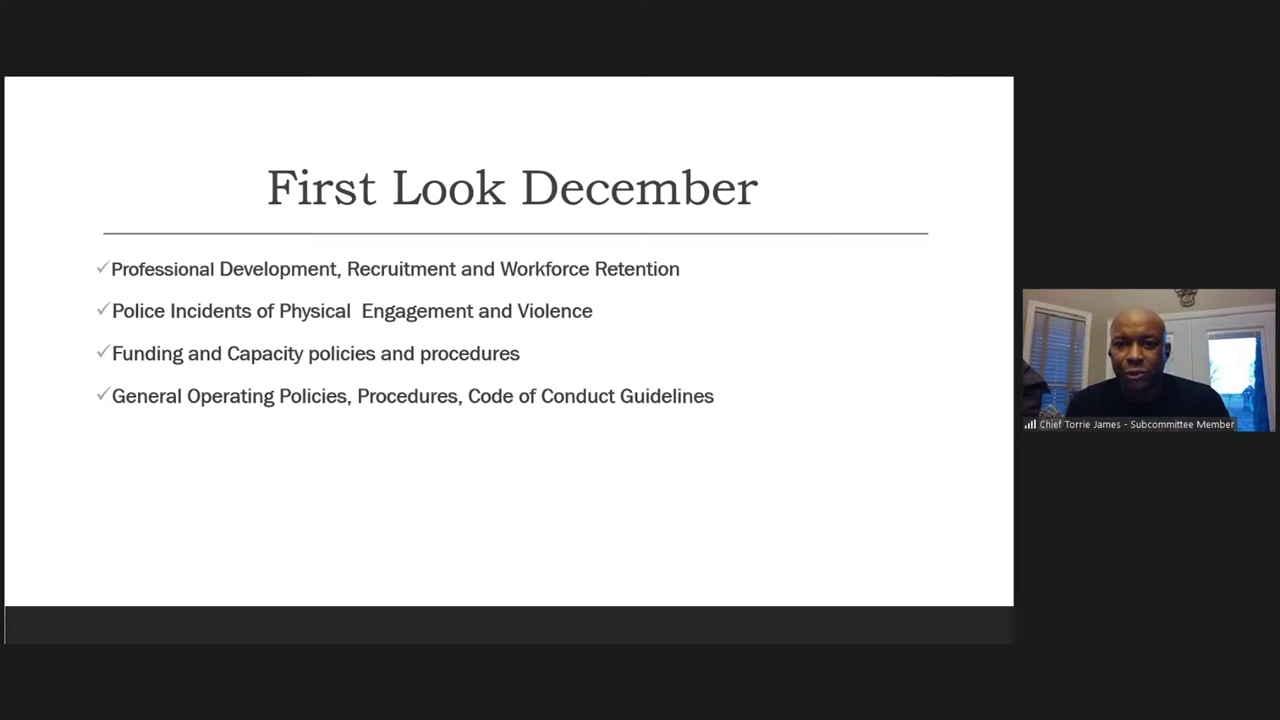 First Look December
Professional Development, Recruitment and Workforce Retention
Police Incidents of Physical  Engagement and Violence
Funding and Capacity policies and procedures
General Operating Policies, Procedures, Code of Conduct Guidelines
Chief Torrie James - Subcommittee Member